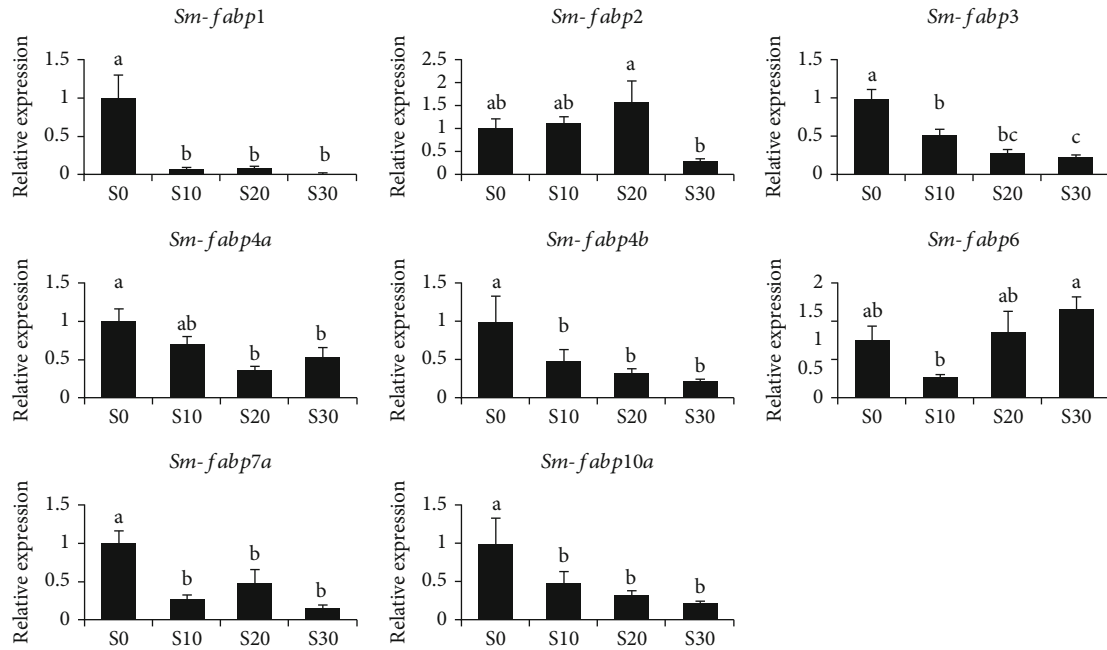 Sm-fabp1
Relative expression
1.5
1
0.5
0
a
b
b
b
S0 S10 S20 S30
Sm-fabp2
Relative expression
2.5
2
1.5
1
0.5
0
ab
ab
a
b
S0 S10 S20 S30
Sm-fabp3
Relative expression
1.5
1
0.5
0
a
b
bc
c
S0 S10 S20 S30
Sm-fabp4a
Relative expression
1.5
1
0.5
0
a
ab
b
b
S0 S10 S20 S30
Sm-fabp4b
Relative expression
1.5
1
0.5
0
a
b
b
b
S0 S10 S20 S30
Sm-fabp6
Relative expression
2
1.5
1
0.5
0
ab
b
ab
a
S0 S10 S20 S30
Sm-fabp7a
Relative expression
1.5
1
0.5
0
a
b
b
b
S0 S10 S20 S30
Sm-fabp10a
Relative expression
1.5
1
0.5
0
a
b
b
b
S0 S10 S20 S30